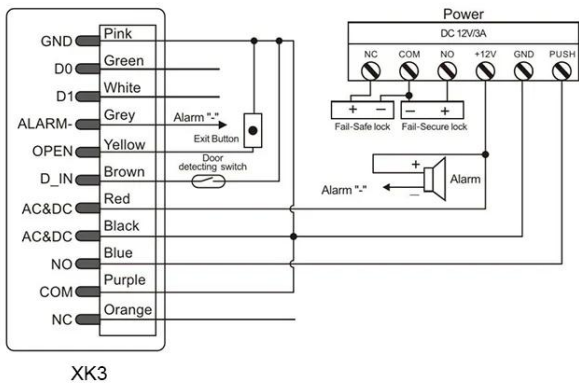 Power
DC 12V/3A
NC COM NO +12V GND PUSH
GND Pink
D0 Green
D1 White
ALARM- Grey
OPEN Yellow
D_IN Brown
AC&DC Red
AC&DC Black
NO Blue
COM Purple
NC Orange
Alarm "-"
Exit Button
Door
detecting switch
+ − − +
Fail-Safe lock Fail-Secure lock
+
Alarm
Alarm "-"
−
XK3